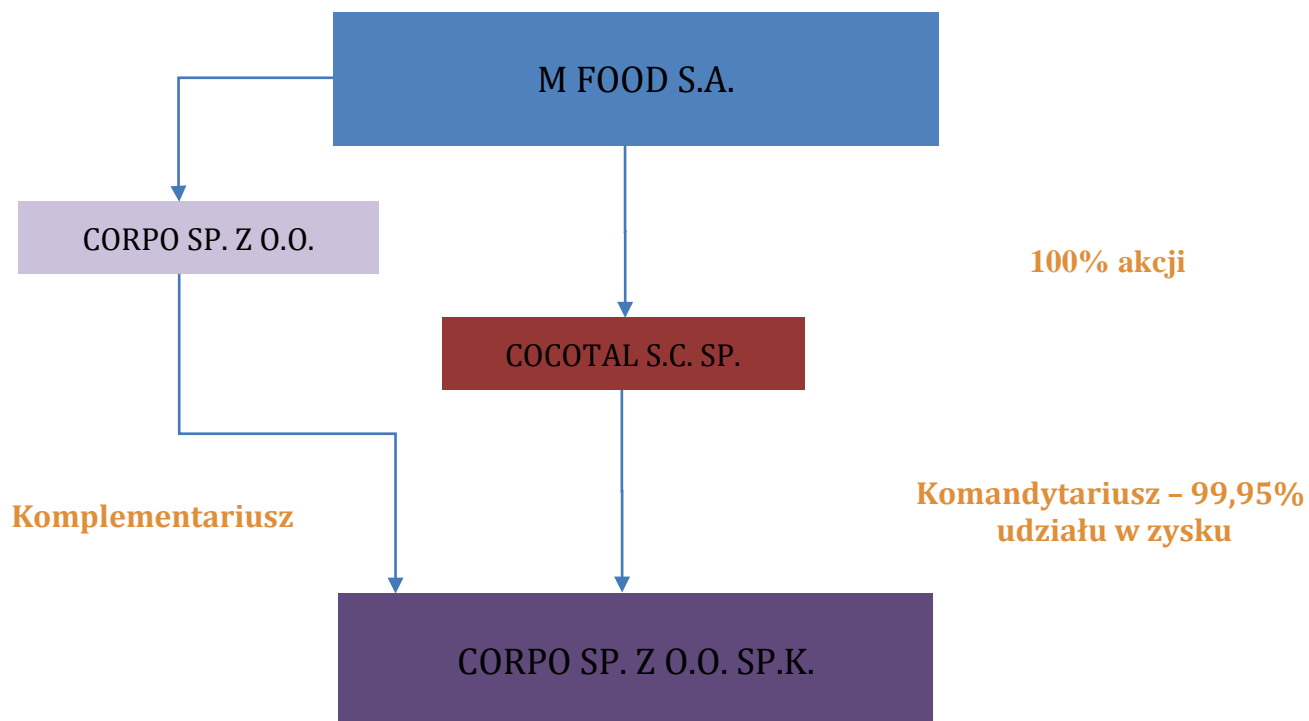 M FOOD S.A.
CORPO SP. Z O.O.
100% akcji
COCOTAL S.C. SP.
Komplementariusz
Komandytariusz – 99,95%
udziału w zysku
CORPO SP. Z O.O. SP.K.